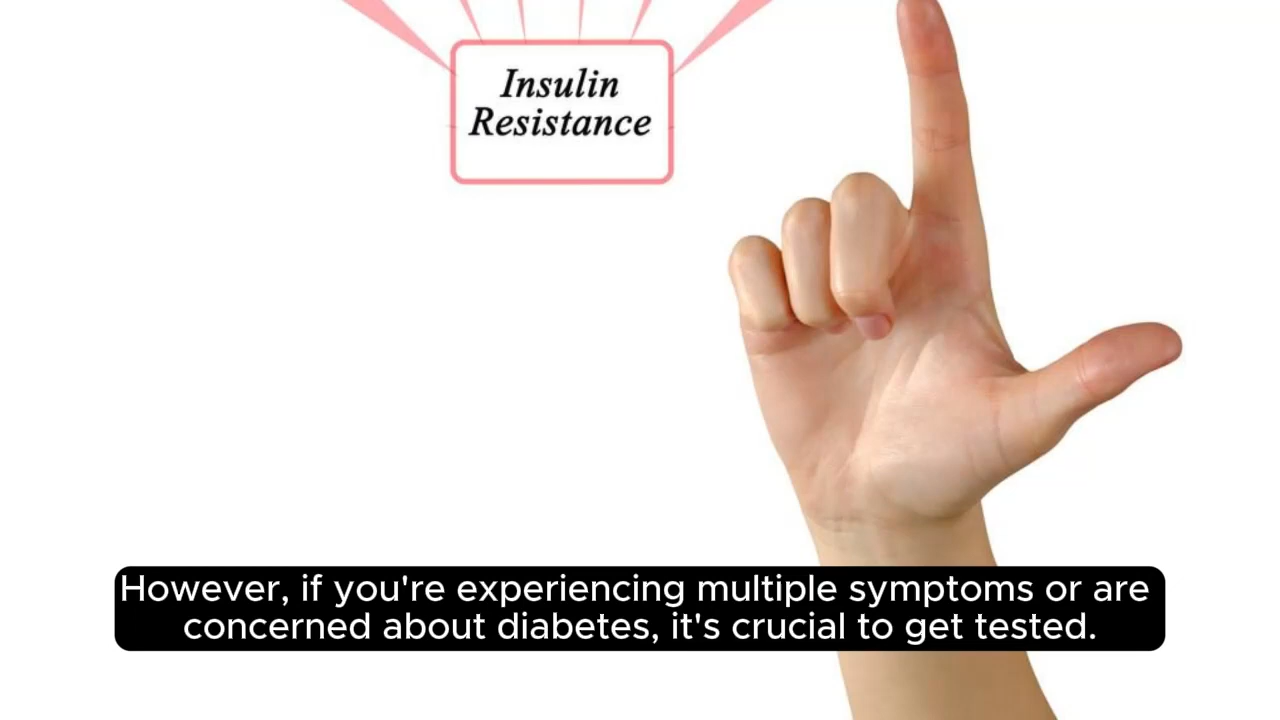 Insulin
Resistance
However, if you're experiencing multiple symptoms or are
concerned about diabetes, it's crucial to get tested.